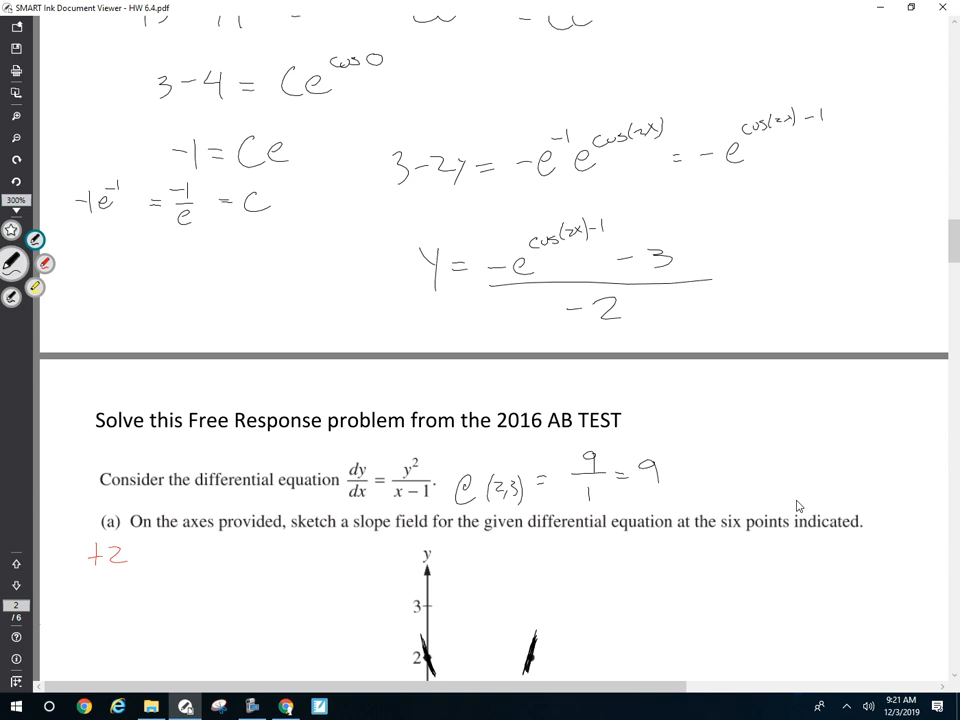 SMART Ink Document Viewer - HW 6.4.pdf
3-4 = Ce^cos0
-1 = Ce
-1e^-1 = -1/e = C
3-2y = -e^-1 e^cos(2x) = -e^cos(2x)-1
y = (-e^cos(2x)-1 - 3)/-2
300%
Solve this Free Response problem from the 2016 AB TEST
Consider the differential equation dy/dx = y²/(x − 1). @ (2,3) = 9/1 = 9
(a) On the axes provided, sketch a slope field for the given differential equation at the six points indicated.
+2
y
3
2
2
/ 6
9:21 AM
12/3/2019